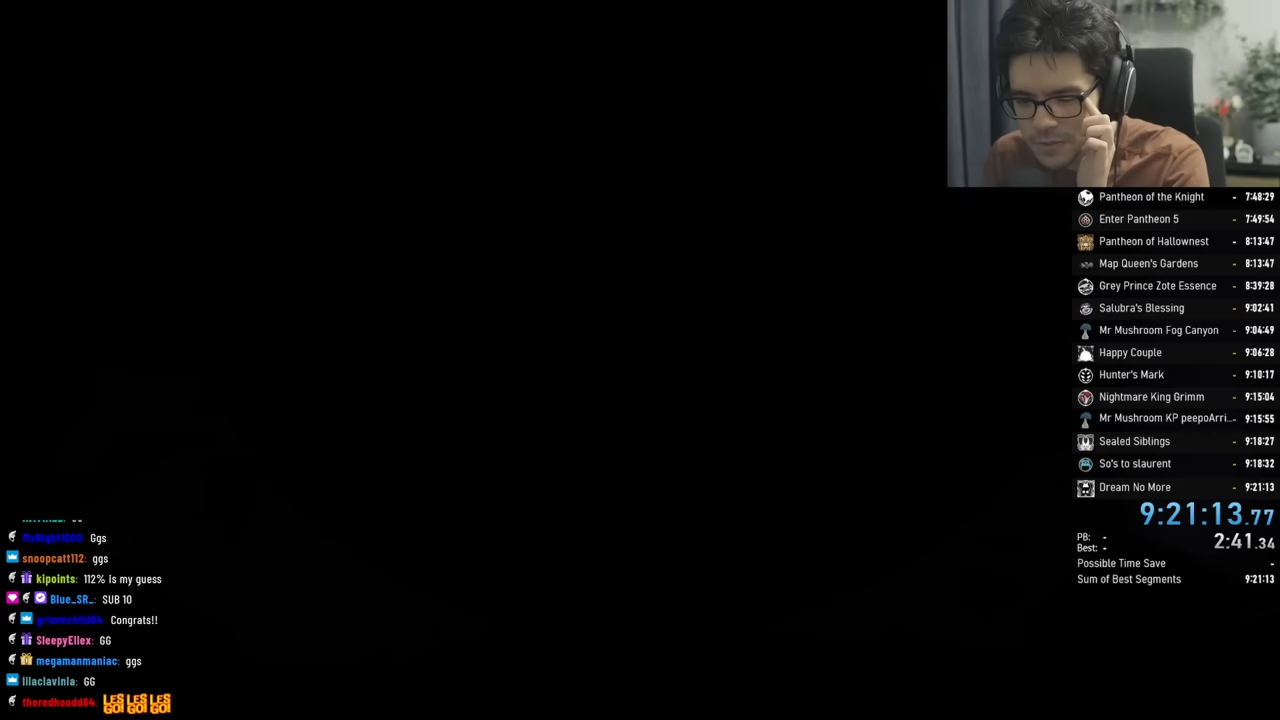 Pantheon of the Knight - 7:48:29
Enter Pantheon 5 - 7:49:54
Pantheon of Hallownest - 8:13:47
Map Queen's Gardens - 8:13:47
Grey Prince Zote Essence - 8:39:28
Salubra's Blessing - 9:02:41
Mr Mushroom Fog Canyon - 9:04:49
Happy Couple - 9:06:28
Hunter's Mark - 9:10:17
Nightmare King Grimm - 9:15:04
Mr Mushroom KP peepoArri... - 9:15:55
Sealed Siblings - 9:18:27
So's to slaurent - 9:18:32
Dream No More - 9:21:13
9:21:13.77
PB: -
Best: -
2:41.34
Possible Time Save -
Sum of Best Segments 9:21:13
Ggs
snoopcatt112: ggs
kipoints: 112% is my guess
Blue_SR_: SUB 10
Congrats!!
SleepyEllex: GG
megamanmaniac: ggs
lilaclavinia: GG
theredhoodd64: LES GO! LES GO! LES GO!